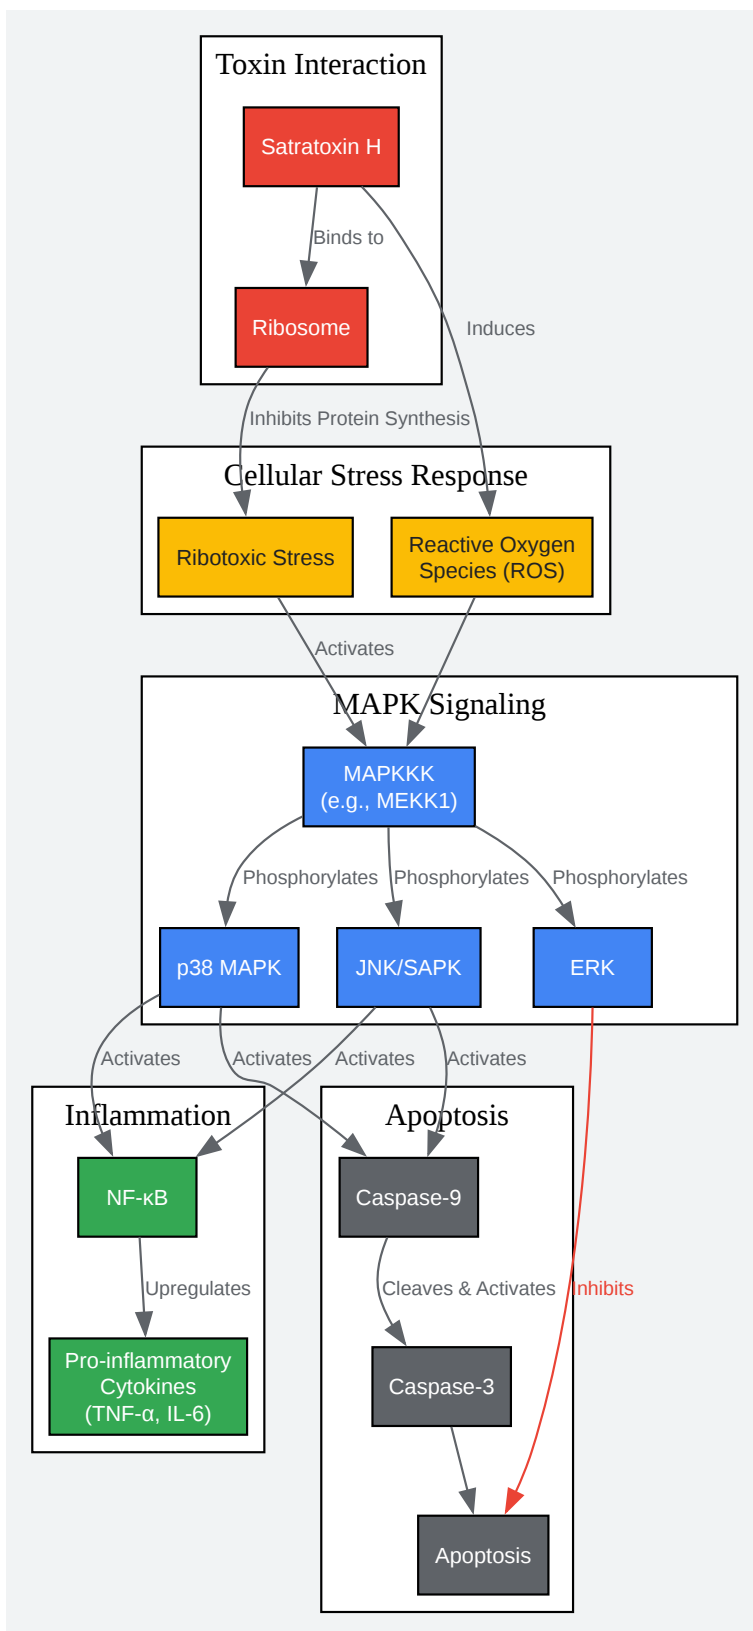 Toxin Interaction
Satratoxin H
Binds to
Ribosome
Induces
Inhibits Protein Synthesis
Cellular Stress Response
Ribotoxic Stress
Reactive Oxygen
Species (ROS)
Activates
MAPK Signaling
MAPKKK
(e.g., MEKK1)
Phosphorylates
Phosphorylates
Phosphorylates
p38 MAPK
JNK/SAPK
ERK
Activates
Activates
Activates
Activates
Inflammation
Apoptosis
NF-κB
Caspase-9
Upregulates
Cleaves & Activates
Inhibits
Pro-inflammatory
Cytokines
(TNF-α, IL-6)
Caspase-3
Apoptosis